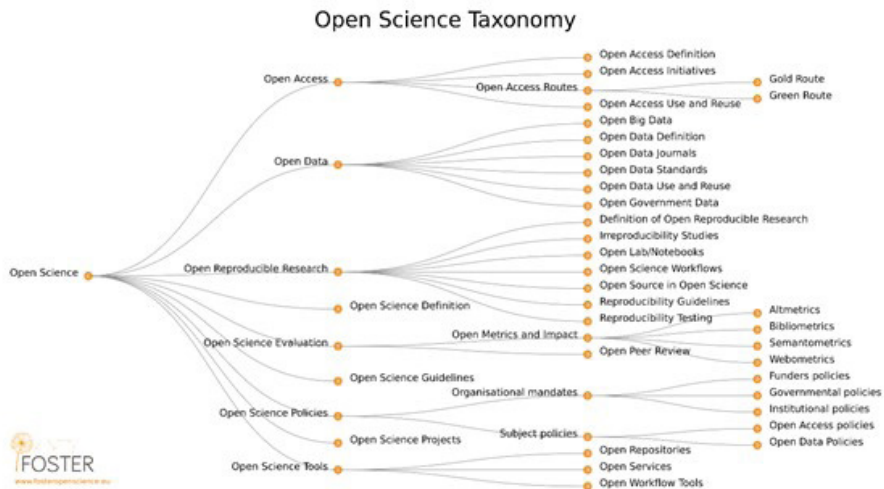 Open Science Taxonomy
Open Science
Open Access
Open Access Definition
Open Access Initiatives
Open Access Routes
Gold Route
Green Route
Open Access Use and Reuse
Open Data
Open Big Data
Open Data Definition
Open Data Journals
Open Data Standards
Open Data Use and Reuse
Open Government Data
Open Reproducible Research
Definition of Open Reproducible Research
Irreproducibility Studies
Open Lab/Notebooks
Open Science Workflows
Open Source in Open Science
Reproducibility Guidelines
Reproducibility Testing
Open Science Definition
Open Science Evaluation
Open Metrics and Impact
Altmetrics
Bibliometrics
Semantometrics
Webometrics
Open Peer Review
Open Science Guidelines
Open Science Policies
Organisational mandates
Funders policies
Governmental policies
Institutional policies
Subject policies
Open Access policies
Open Data Policies
Open Science Projects
Open Science Tools
Open Repositories
Open Services
Open Workflow Tools
FOSTER
www.fosteropenscience.eu